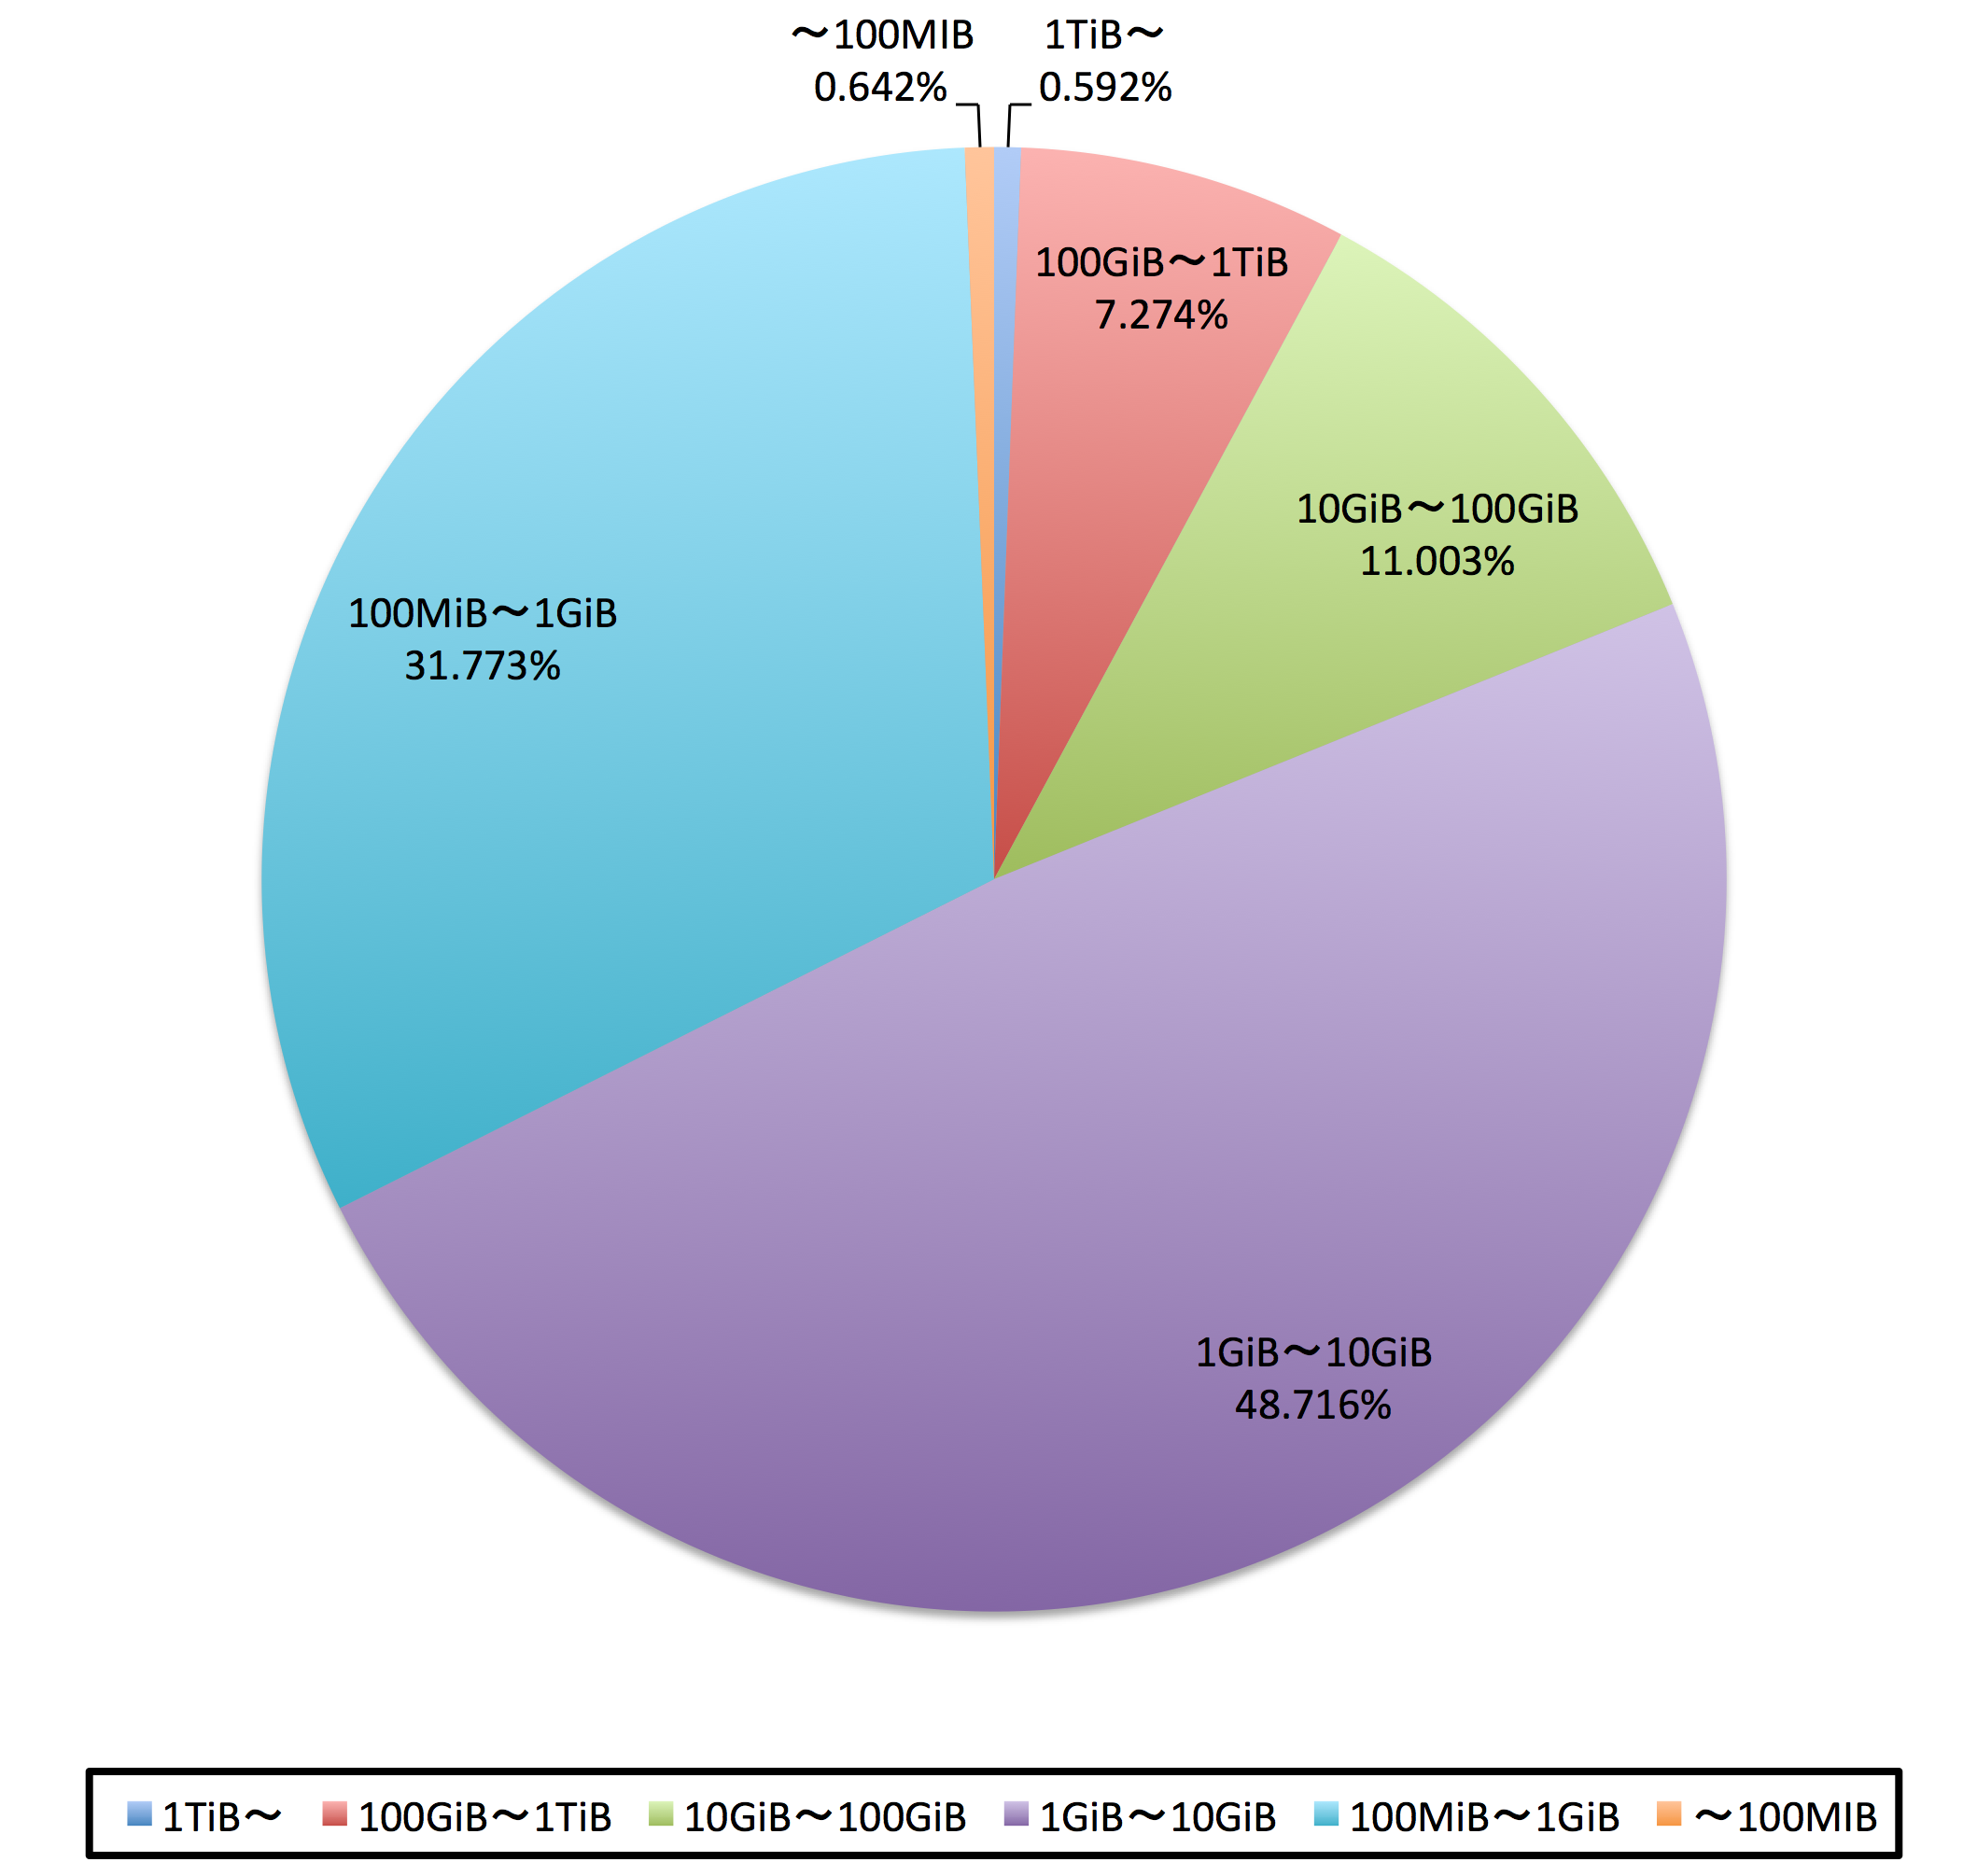 〜100MIB
0.642%
1TiB〜
0.592%
100GiB〜1TiB
7.274%
10GiB〜100GiB
11.003%
100MiB〜1GiB
31.773%
1GiB〜10GiB
48.716%
1TiB〜 100GiB〜1TiB 10GiB〜100GiB 1GiB〜10GiB 100MiB〜1GiB 〜100MIB